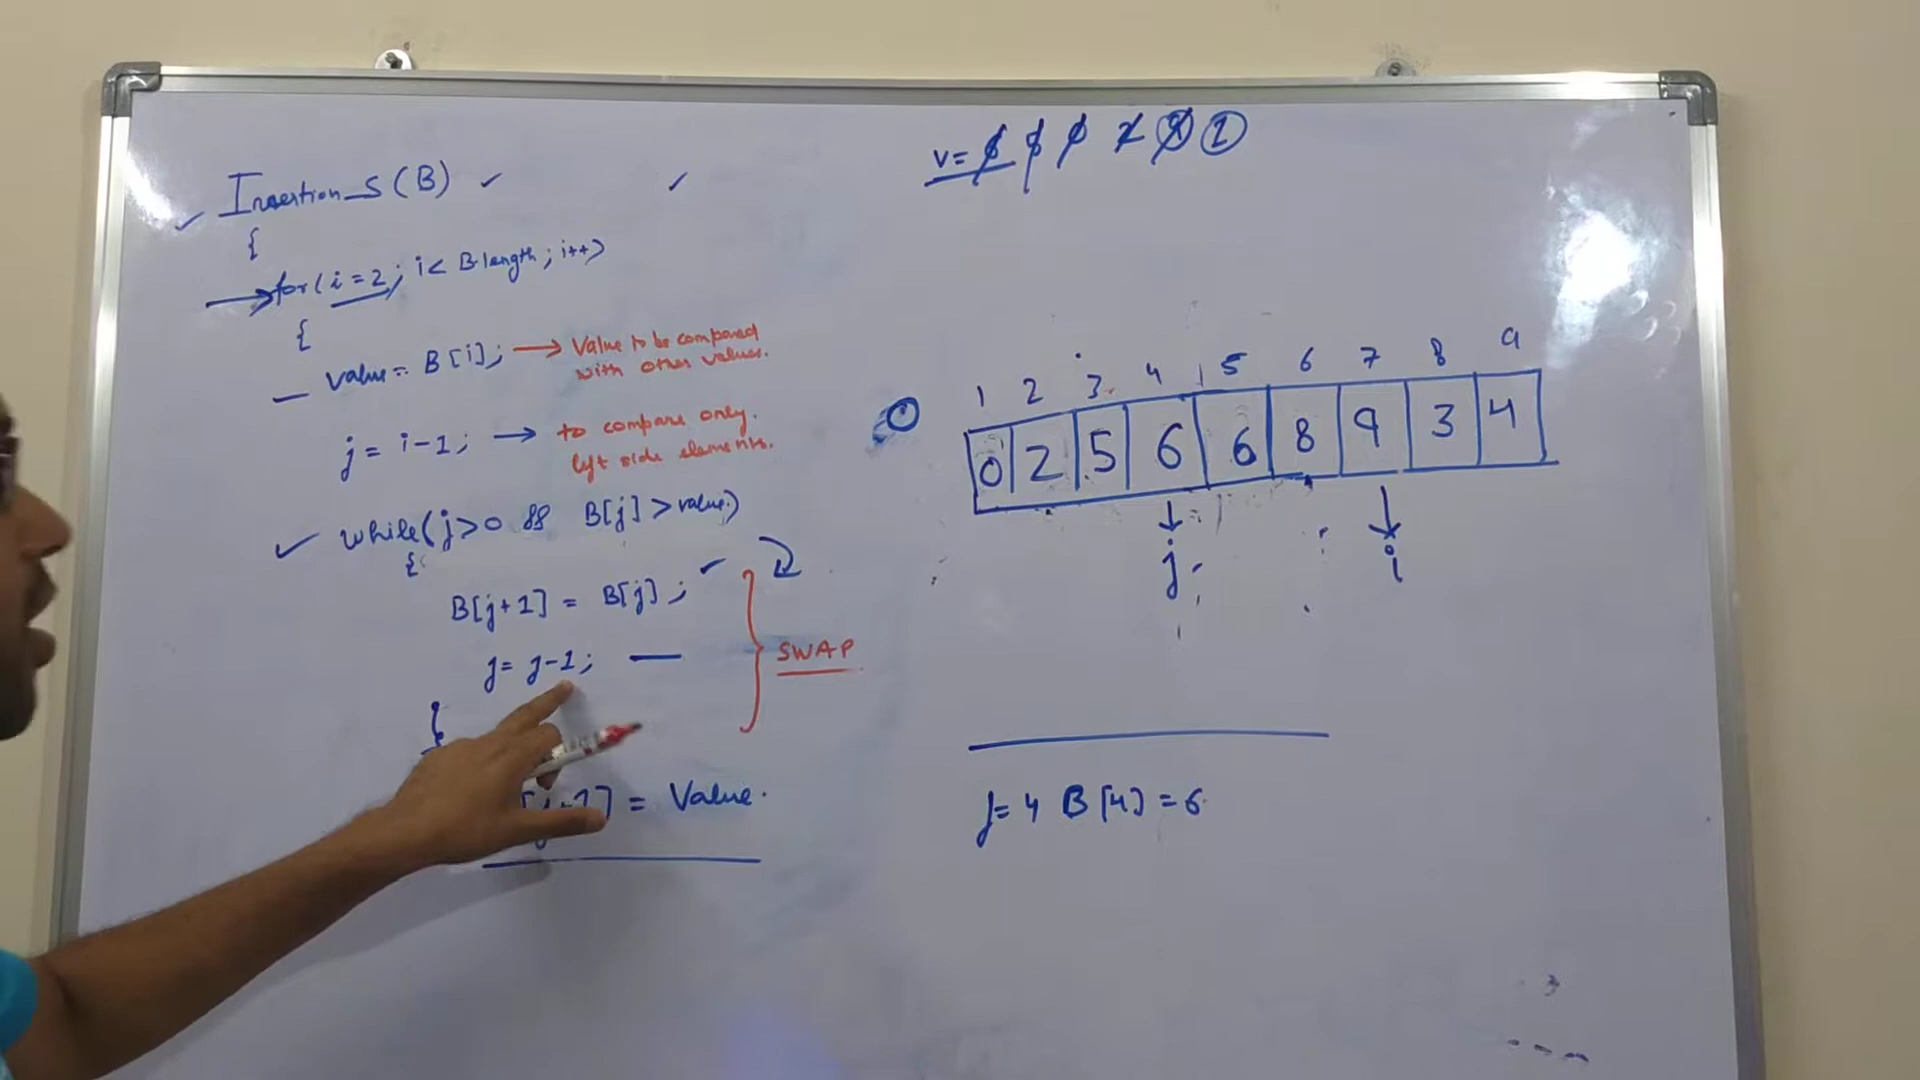 Insertion_S (B)
{
for (i = 2; i < B.length; i++)
{
value = B[i]; → Value to be compared
with other values.
j = i-1; → to compare only.
left side elements.
while(j>0 && B[j] > value)
{
B[j+1] = B[j];
j = j-1;
SWAP
= Value.
v=
1 2 3 4 5 6 7 8 9
0 2 5 6 6 8 9 3 4
j
i
j= 4 B[4] = 6